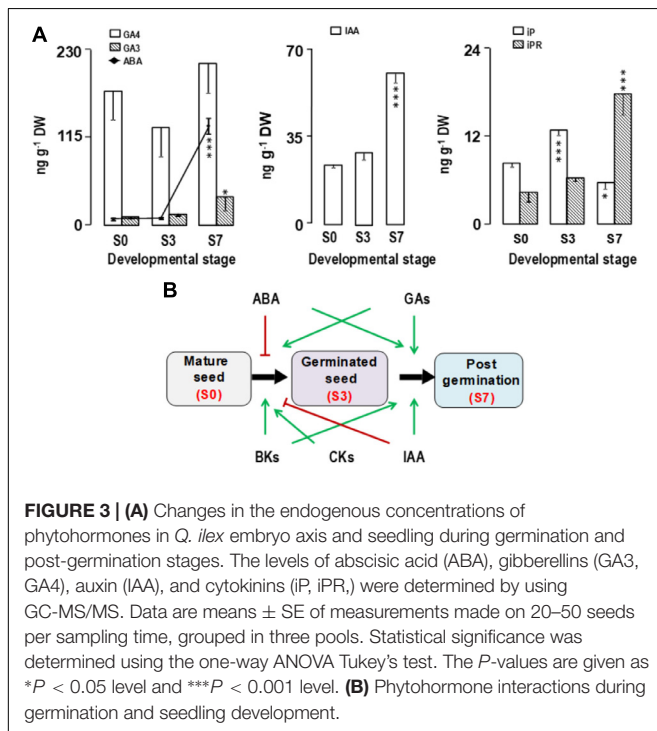 A
GA4
GA3
ABA
230
115
0
ng g⁻¹ DW
***
*
S0 S3 S7
Developmental stage
IAA
70
35
0
ng g⁻¹ DW
***
S0 S3 S7
Developmental stage
iP
iPR
24
12
0
ng g⁻¹ DW
***
*
***
S0 S3 S7
Developmental stage
B
ABA GAs
Mature seed (S0)
Germinated seed (S3)
Post germination (S7)
BKs CKs IAA
FIGURE 3 | (A) Changes in the endogenous concentrations of
phytohormones in Q. ilex embryo axis and seedling during germination and
post-germination stages. The levels of abscisic acid (ABA), gibberellins (GA3,
GA4), auxin (IAA), and cytokinins (iP, iPR,) were determined by using
GC-MS/MS. Data are means ± SE of measurements made on 20–50 seeds
per sampling time, grouped in three pools. Statistical significance was
determined using the one-way ANOVA Tukey's test. The P-values are given as
*P < 0.05 level and ***P < 0.001 level. (B) Phytohormone interactions during
germination and seedling development.